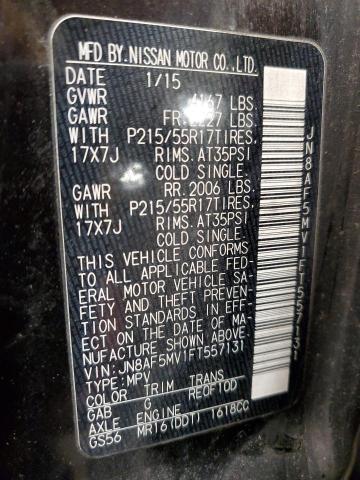 MFD BY.NISSAN MOTOR CO.,LTD.
DATE 1/15
GVWR LBS.
GAWR FR. LBS.
WITH P215/55R17TIRES,
17X7J RIMS. AT35PSI
COLD SINGLE.
GAWR RR. 2006 LBS.
WITH P215/55R17TIRES,
17X7J RIMS. AT35PSI
COLD SINGLE.
THIS VEHICLE CONFORMS
TO ALL APPLICABLE FED-
ERAL MOTOR VEHICLE SA-
FETY AND THEFT PREVEN-
TION STANDARDS IN EFF-
ECT ON THE DATE OF MA-
NUFACTURE SHOWN ABOVE.
VIN: JN8AF5MV1FT557131
TYPE: MPV
COLOR TRIM TRANS
GAB G RE0F10D
AXLE ENGINE
GS56 MR16(DDT) 1618CC
JN8AF5MV1FT557131